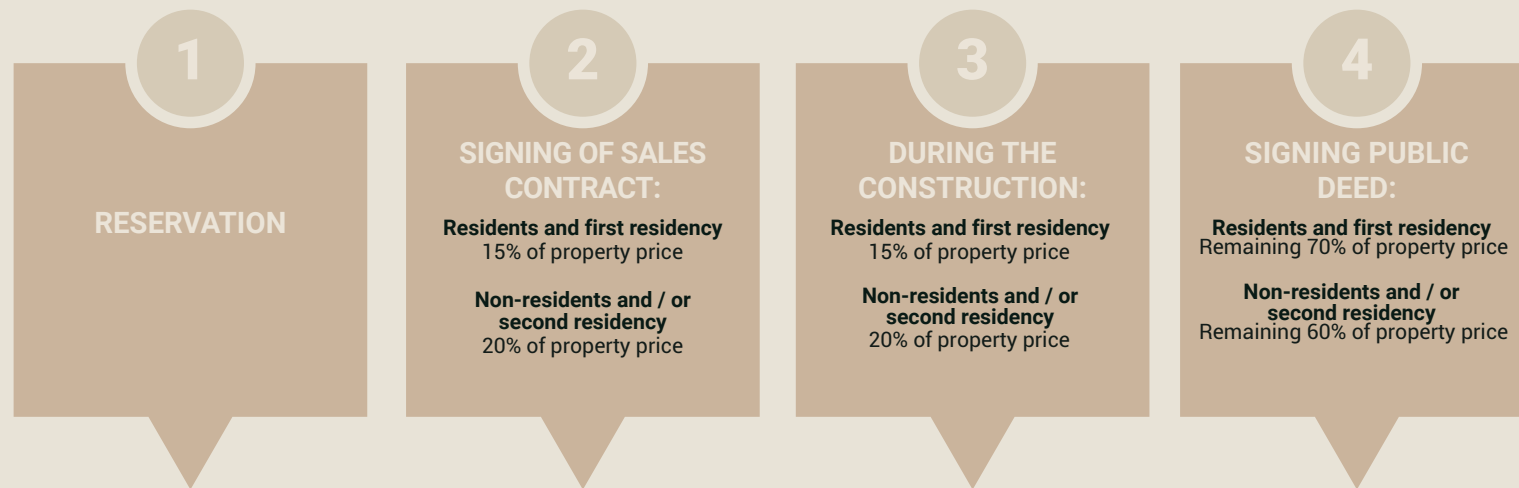 1
RESERVATION
2
SIGNING OF SALES
CONTRACT:
Residents and first residency
15% of property price
Non-residents and / or
second residency
20% of property price
3
DURING THE
CONSTRUCTION:
Residents and first residency
15% of property price
Non-residents and / or
second residency
20% of property price
4
SIGNING PUBLIC
DEED:
Residents and first residency
Remaining 70% of property price
Non-residents and / or
second residency
Remaining 60% of property price